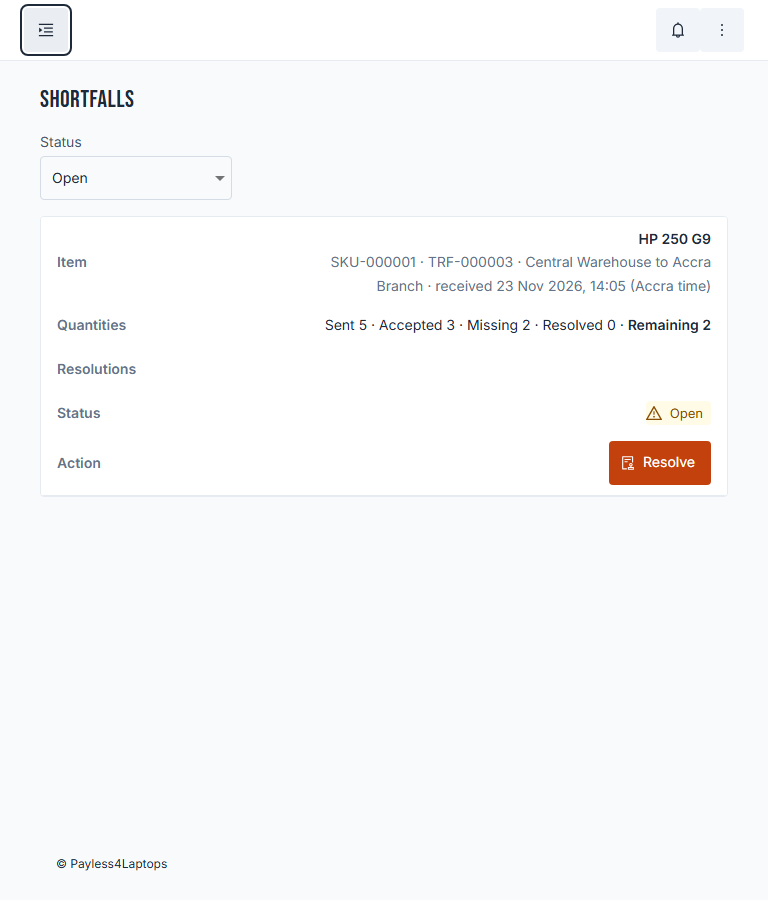 SHORTFALLS
Status
Open
HP 250 G9
Item
SKU-000001 · TRF-000003 · Central Warehouse to Accra
Branch · received 23 Nov 2026, 14:05 (Accra time)
Quantities
Sent 5 · Accepted 3 · Missing 2 · Resolved 0 · Remaining 2
Resolutions
Status
Open
Action
Resolve
© Payless4Laptops